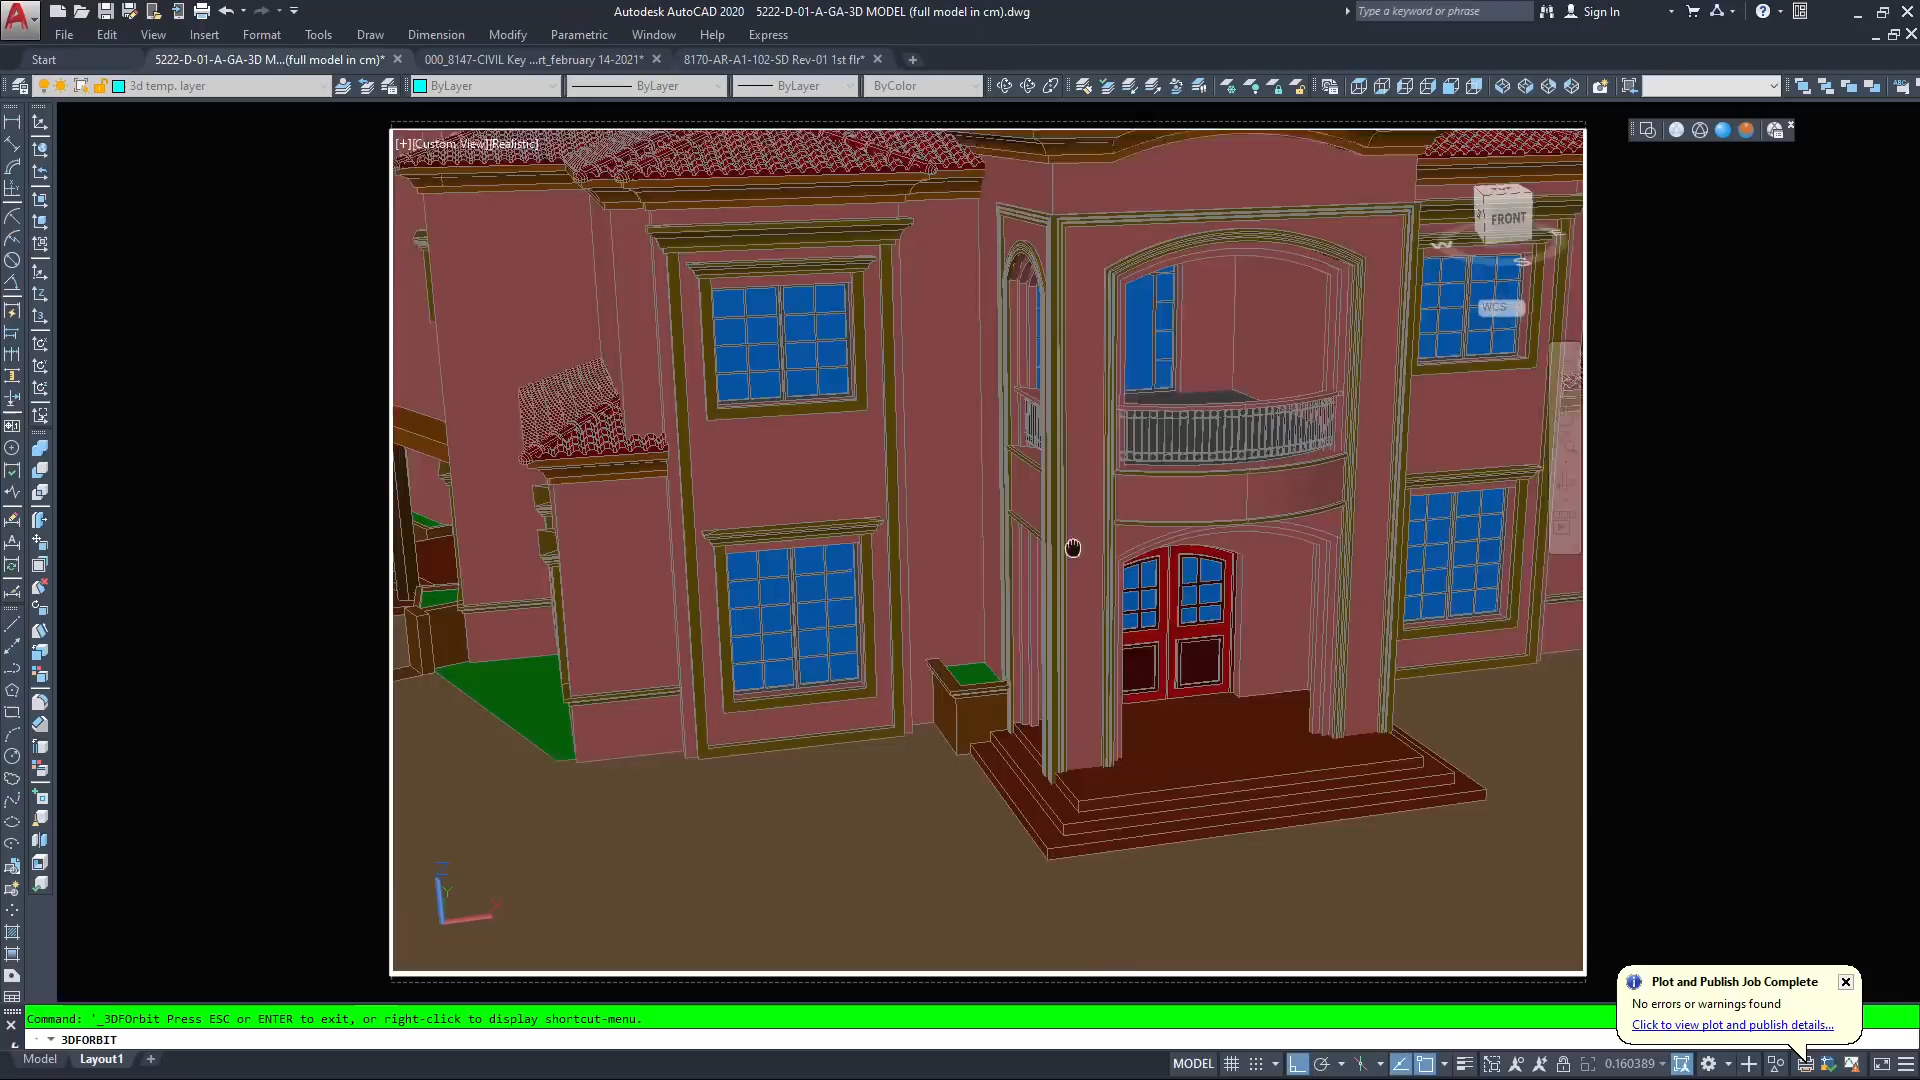 Autodesk AutoCAD 2020 5222-D-01-A-GA-3D MODEL (full model in cm).dwg
Type a keyword or phrase
Sign In
File Edit View Insert Format Tools Draw Dimension Modify Parametric Window Help Express
Start
5222-D-01-A-GA-3D M...(full model in cm)*
000_8147-CIVIL Key ...rt_february 14-2021*
8170-AR-A1-102-SD Rev-01 1st flr*
3d temp. layer
ByLayer
ByLayer
ByLayer
ByColor
[+][Custom View][Realistic]
FRONT
W
S
WCS
Z
Y
X
Command: '_3DFOrbit Press ESC or ENTER to exit, or right-click to display shortcut-menu.
3DFORBIT
Model
Layout1
MODEL
0.160389
Plot and Publish Job Complete
No errors or warnings found
Click to view plot and publish details...